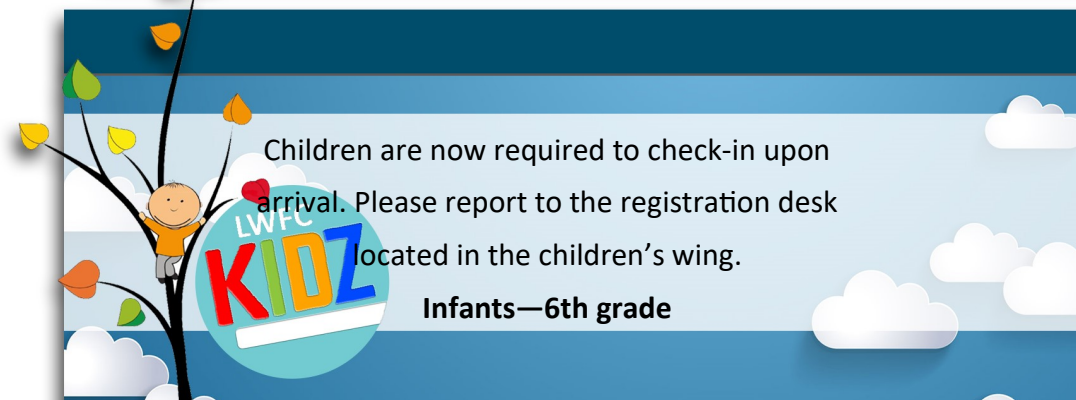 Children are now required to check-in upon
arrival. Please report to the registration desk
located in the children’s wing.
Infants—6th grade
LWFC
KIDZ